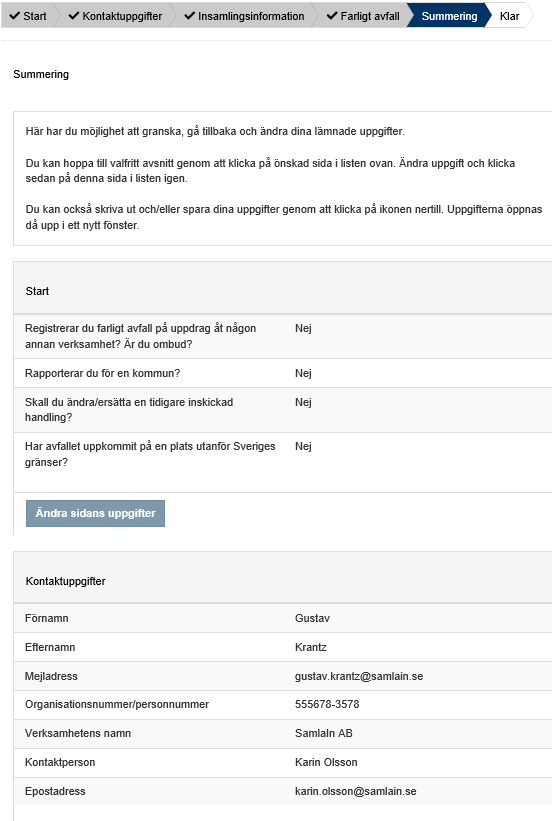 Start Kontaktuppgifter Insamlingsinformation Farligt avfall Summering Klar
Summering
Här har du möjlighet att granska, gå tillbaka och ändra dina lämnade uppgifter.
Du kan hoppa till valfritt avsnitt genom att klicka på önskad sida i listen ovan. Ändra uppgift och klicka
sedan på denna sida i listen igen.
Du kan också skriva ut och/eller spara dina uppgifter genom att klicka på ikonen nertill. Uppgifterna öppnas
då upp i ett nytt fönster.
Start
Registrerar du farligt avfall på uppdrag åt någon Nej
annan verksamhet? Är du ombud?
Rapporterar du för en kommun? Nej
Skall du ändra/ersätta en tidigare inskickad Nej
handling?
Har avfallet uppkommit på en plats utanför Sveriges Nej
gränser?
Ändra sidans uppgifter
Kontaktuppgifter
Förnamn Gustav
Efternamn Krantz
Mejladress gustav.krantz@samlain.se
Organisationsnummer/personnummer 555678-3578
Verksamhetens namn SamlaIn AB
Kontaktperson Karin Olsson
Epostadress karin.olsson@samlain.se